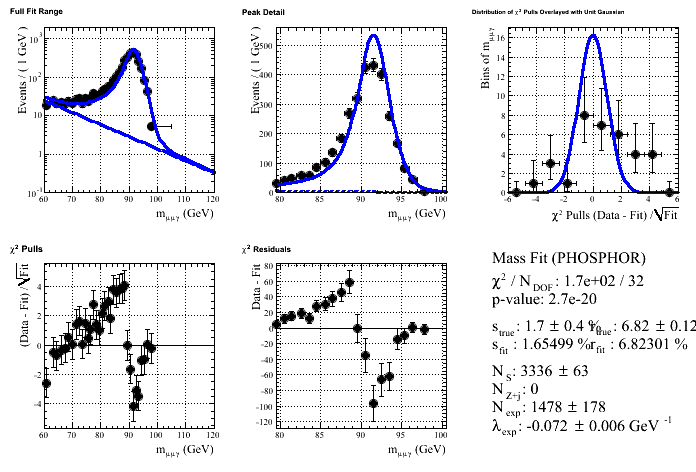 Full Fit Range
Events / ( 1 GeV )
10³
10²
10
1
10⁻¹
60 70 80 90 100 110 120
m_μμγ (GeV)
Peak Detail
Events / ( 1 GeV )
500
400
300
200
100
0
80 85 90 95 100
m_μμγ (GeV)
Distribution of χ² Pulls Overlayed with Unit Gaussian
Bins of m_μμγ
16
14
12
10
8
6
4
2
0
-6 -4 -2 0 2 4 6
χ² Pulls (Data - Fit) /√Fit
χ² Pulls
(Data - Fit) /√Fit
4
2
0
-2
-4
60 70 80 90 100 110 120
m_μμγ (GeV)
χ² Residuals
Data - Fit
80
60
40
20
0
-20
-40
-60
-80
-100
-120
80 85 90 95 100
m_μμγ (GeV)
Mass Fit (PHOSPHOR)
χ² / N_DOF : 1.7e+02 / 32
p-value: 2.7e-20
s_true : 1.7 ± 0.4 % r_true : 6.82 ± 0.12
s_fit : 1.65499 % r_fit : 6.82301 %
N_S : 3336 ± 63
N_Z+j : 0
N_exp : 1478 ± 178
λ_exp : -0.072 ± 0.006 GeV ⁻¹